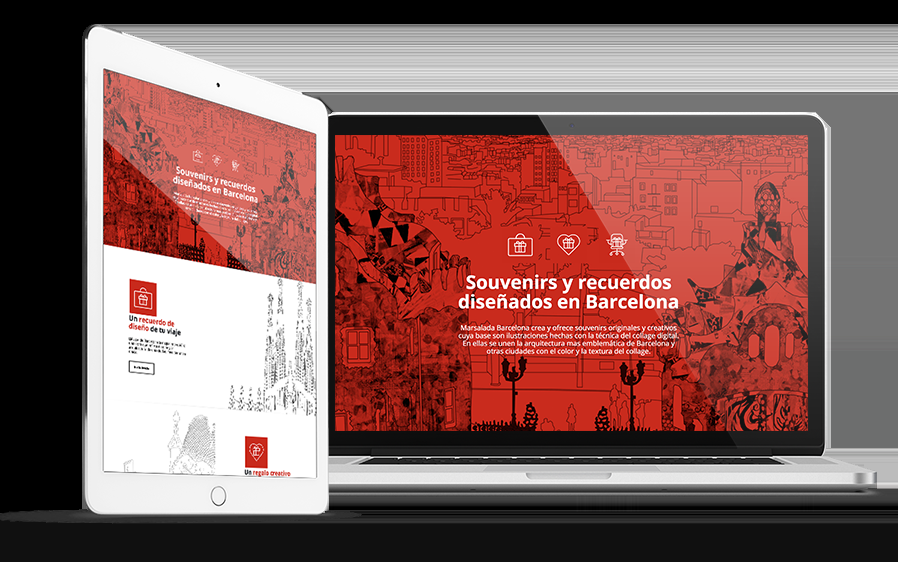 Souvenirs y recuerdos
diseñados en Barcelona
Un recuerdo de
diseño de tu viaje
Un regalo creativo
Souvenirs y recuerdos
diseñados en Barcelona
Marsalada Barcelona crea y ofrece souvenirs originales y creativos
cuya base son ilustraciones hechas con la técnica del collage digital.
En ellas se unen la arquitectura mas emblemática de Barcelona y
otras ciudades con el color y la textura del collage.